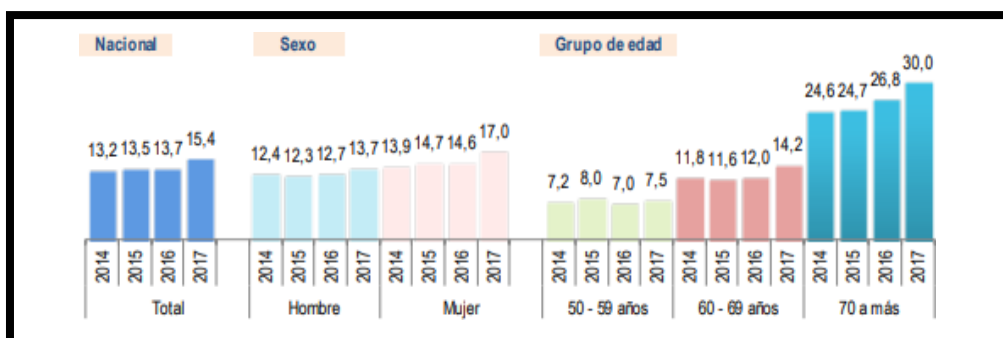 Nacional Sexo Grupo de edad
30,0
24,6 24,7 26,8
13,2 13,5 13,7 15,4 12,4 12,3 12,7 13,7 13,9 14,7 14,6 17,0 7,2 8,0 7,0 7,5 11,8 11,6 12,0 14,2
2014 2015 2016 2017 2014 2015 2016 2017 2014 2015 2016 2017 2014 2015 2016 2017 2014 2015 2016 2017 2014 2015 2016 2017
Total Hombre Mujer 50 - 59 años 60 - 69 años 70 a más